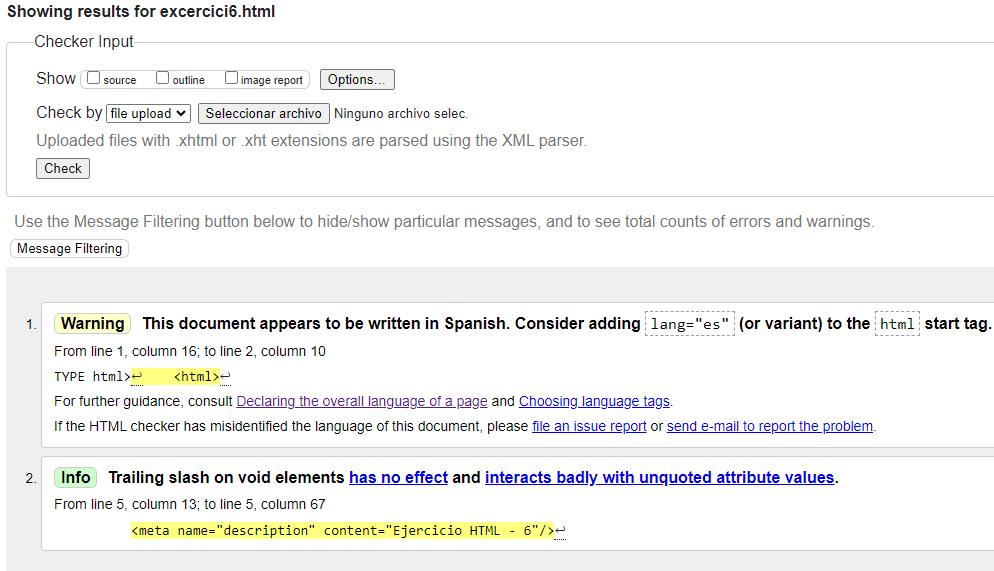 Showing results for excercici6.html
Checker Input
Show source outline image report Options...
Check by file upload Seleccionar archivo Ninguno archivo selec.
Uploaded files with .xhtml or .xht extensions are parsed using the XML parser.
Check
Use the Message Filtering button below to hide/show particular messages, and to see total counts of errors and warnings.
Message Filtering
1. Warning This document appears to be written in Spanish. Consider adding lang="es" (or variant) to the html start tag.
From line 1, column 16; to line 2, column 10
TYPE html>↩ <html>↩
For further guidance, consult Declaring the overall language of a page and Choosing language tags.
If the HTML checker has misidentified the language of this document, please file an issue report or send e-mail to report the problem.
2. Info Trailing slash on void elements has no effect and interacts badly with unquoted attribute values.
From line 5, column 13; to line 5, column 67
<meta name="description" content="Ejercicio HTML - 6"/>↩